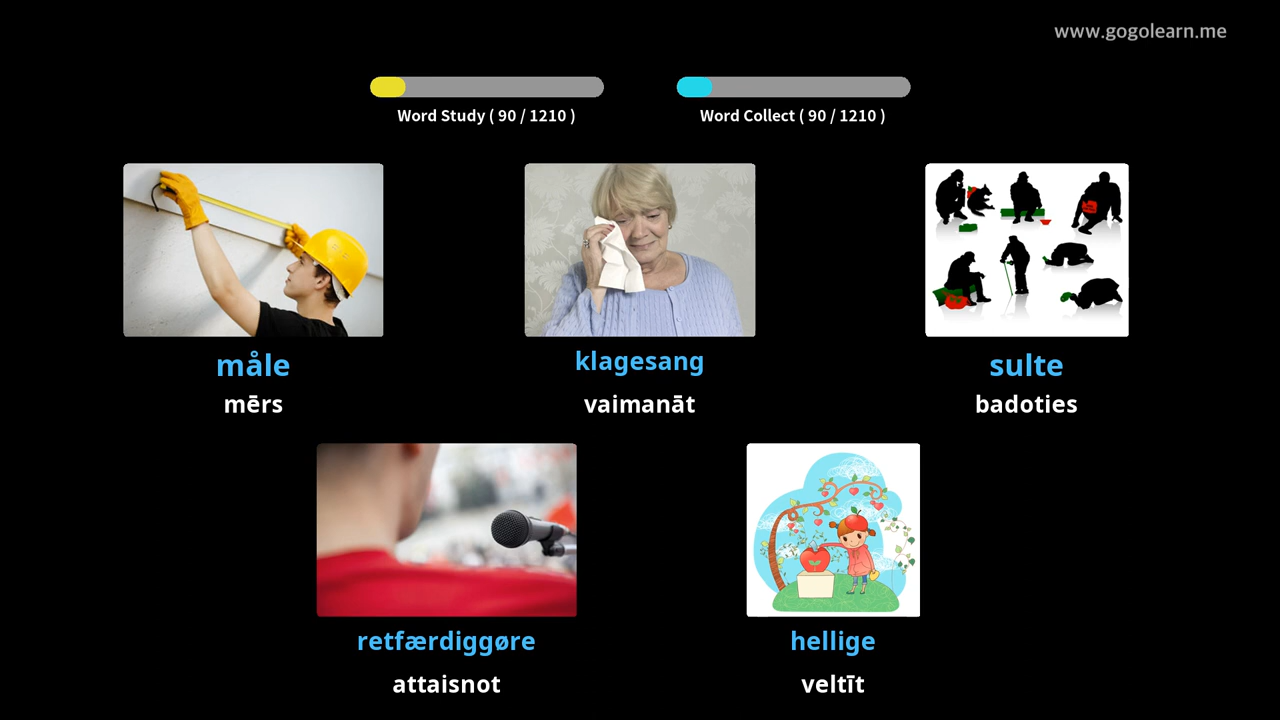 www.gogolearn.me
Word Study ( 90 / 1210 )
Word Collect ( 90 / 1210 )
måle
mērs
klagesang
vaimanāt
sulte
badoties
retfærdiggøre
attaisnot
hellige
veltīt